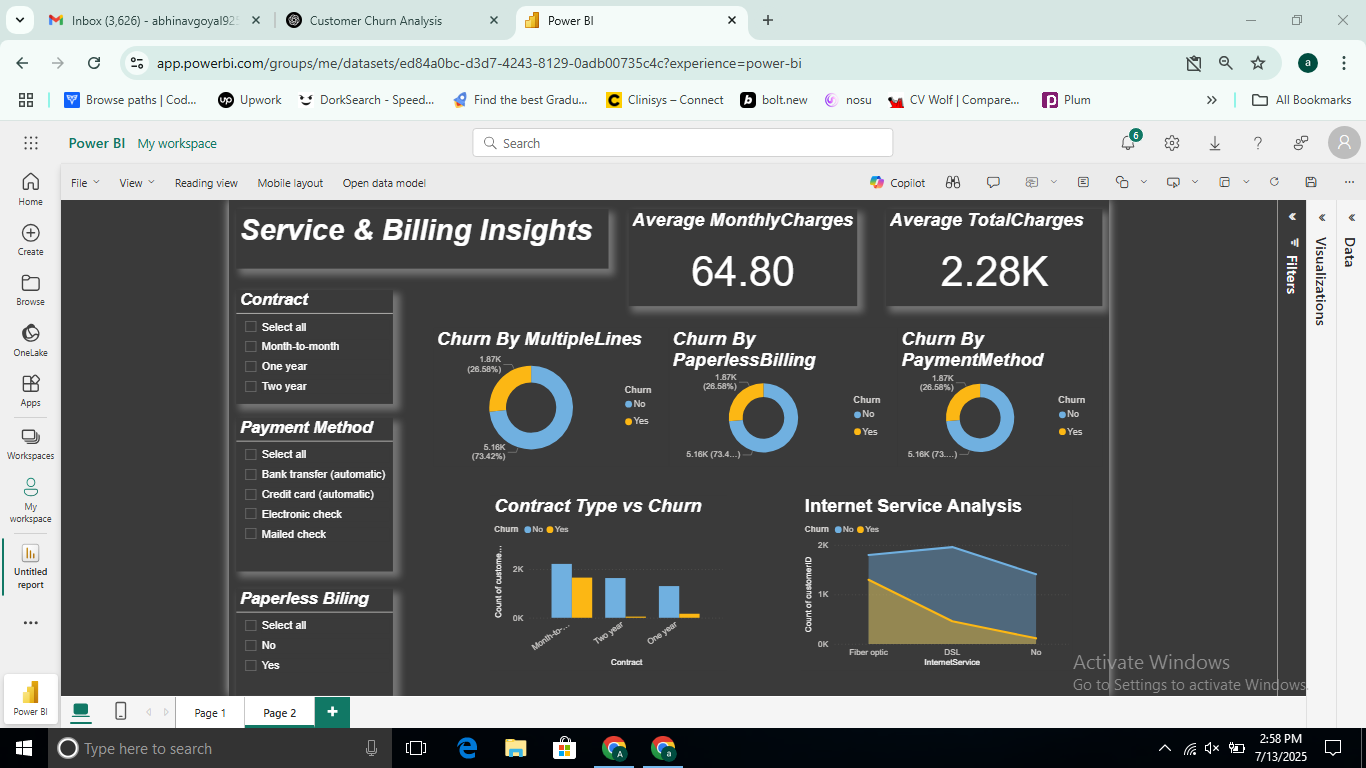 Inbox (3,626) - abhinavgoyal925
Customer Churn Analysis
Power BI
app.powerbi.com/groups/me/datasets/ed84a0bc-d3d7-4243-8129-0adb00735c4c?experience=power-bi
a
Browse paths | Cod...
up Upwork
DorkSearch - Speed...
Find the best Gradu...
Clinisys – Connect
bolt.new
nosu
CV Wolf | Compare...
Plum
All Bookmarks
Power BI My workspace
Search
6
File View Reading view Mobile layout Open data model
Copilot
Home
Create
Browse
OneLake
Apps
Workspaces
My workspace
Untitled report
Power BI
Service & Billing Insights
Average MonthlyCharges
64.80
Average TotalCharges
2.28K
Contract
Select all
Month-to-month
One year
Two year
Payment Method
Select all
Bank transfer (automatic)
Credit card (automatic)
Electronic check
Mailed check
Paperless Biling
Select all
No
Yes
Churn By MultipleLines
1.87K
(26.58%)
5.16K
(73.42%)
Churn
No
Yes
Churn By
PaperlessBilling
1.87K
(26.58%)
5.16K (73.4...)
Churn
No
Yes
Churn By
PaymentMethod
1.87K
(26.58%)
5.16K (73....)
Churn
No
Yes
Contract Type vs Churn
Churn No Yes
Count of custome...
2K
0K
Month-to-...
Two year
One year
Contract
Internet Service Analysis
Churn No Yes
Count of customerID
2K
1K
0K
Fiber optic
DSL
No
InternetService
Filters
Visualizations
Data
Activate Windows
Go to Settings to activate Windows.
Page 1
Page 2
Type here to search
2:58 PM
7/13/2025